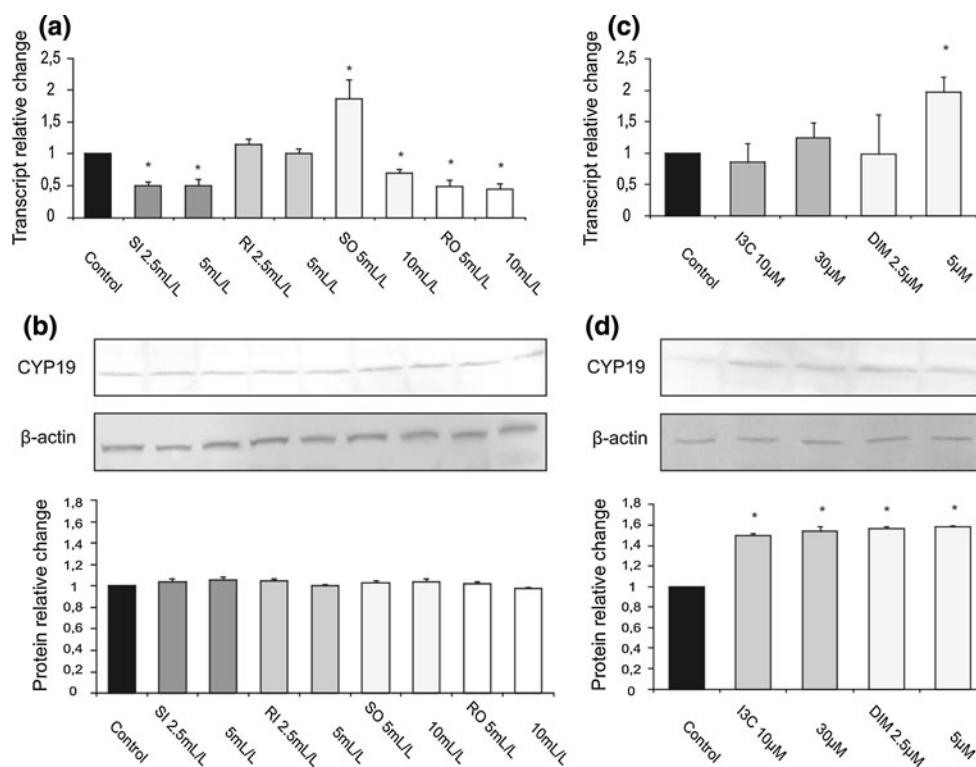 (a)
Transcript relative change
2,5
2
1,5
1
0,5
0
*
*
*
*
*
*
Control
SI 2.5mL/L
5mL/L
RI 2.5mL/L
5mL/L
SO 5mL/L
10mL/L
RO 5mL/L
10mL/L
(c)
Transcript relative change
2,5
2
1,5
1
0,5
0
*
Control
I3C 10µM
30µM
DIM 2.5µM
5µM
(b)
CYP19
β-actin
Protein relative change
1,8
1,6
1,4
1,2
1
0,8
0,6
0,4
0,2
0
Control
SI 2.5mL/L
5mL/L
RI 2.5mL/L
5mL/L
SO 5mL/L
10mL/L
RO 5mL/L
10mL/L
(d)
CYP19
β-actin
Protein relative change
1,8
1,6
1,4
1,2
1
0,8
0,6
0,4
0,2
0
*
*
*
*
Control
I3C 10µM
30µM
DIM 2.5µM
5µM